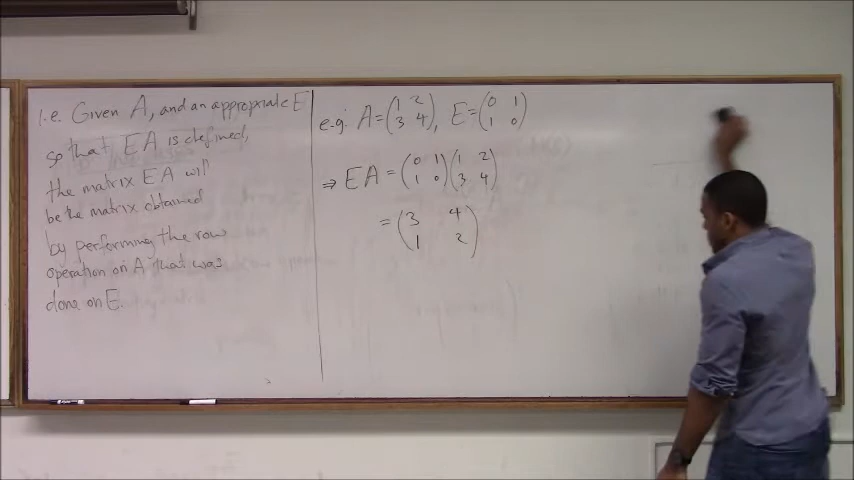 i.e. Given A, and an appropriate E
so that EA is defined,
the matrix EA will
be the matrix obtained
by performing the row
operation on A that was
done on E.
e.g. A = (1 2
3 4), E = (0 1
1 0)
⇒ EA = (0 1
1 0)(1 2
3 4)
= (3 4
1 2)